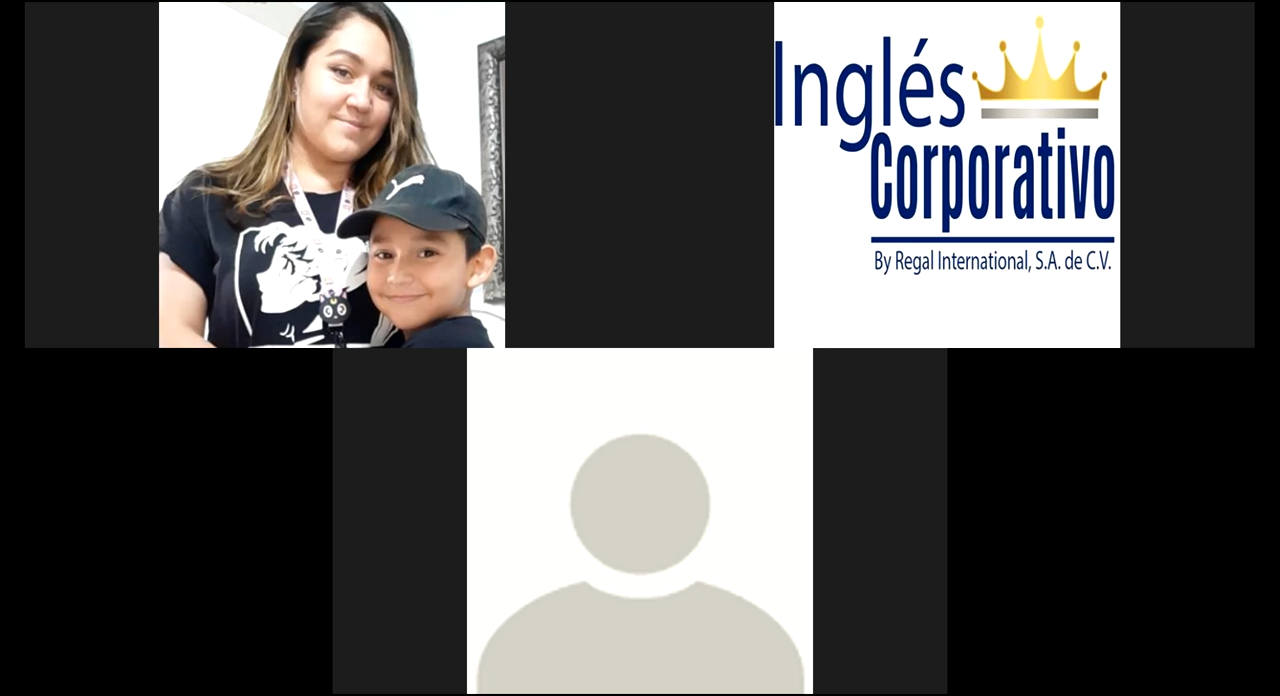 Inglés
Corporativo
By Regal International, S.A. de C.V.